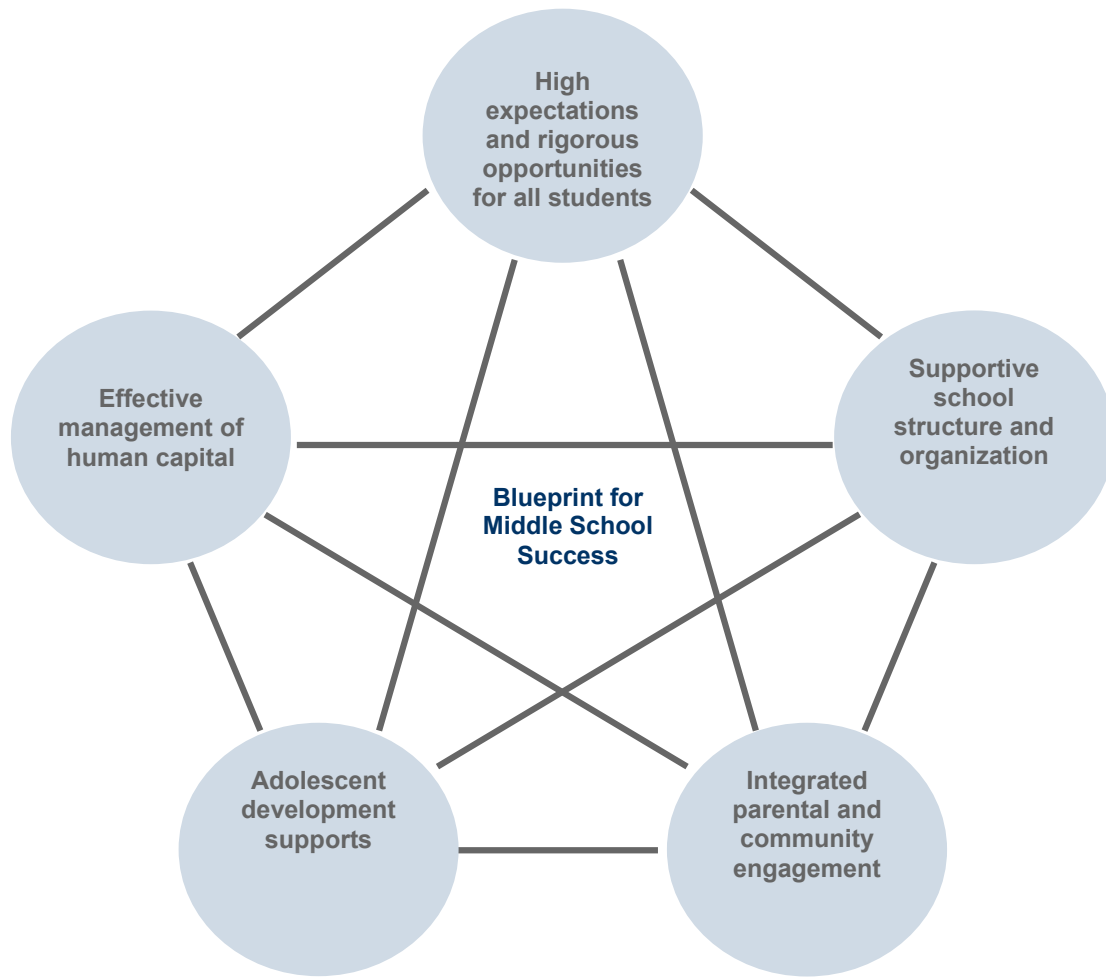 High
expectations
and rigorous
opportunities
for all students
Effective
management of
human capital
Supportive
school
structure and
organization
Blueprint for
Middle School
Success
Adolescent
development
supports
Integrated
parental and
community
engagement